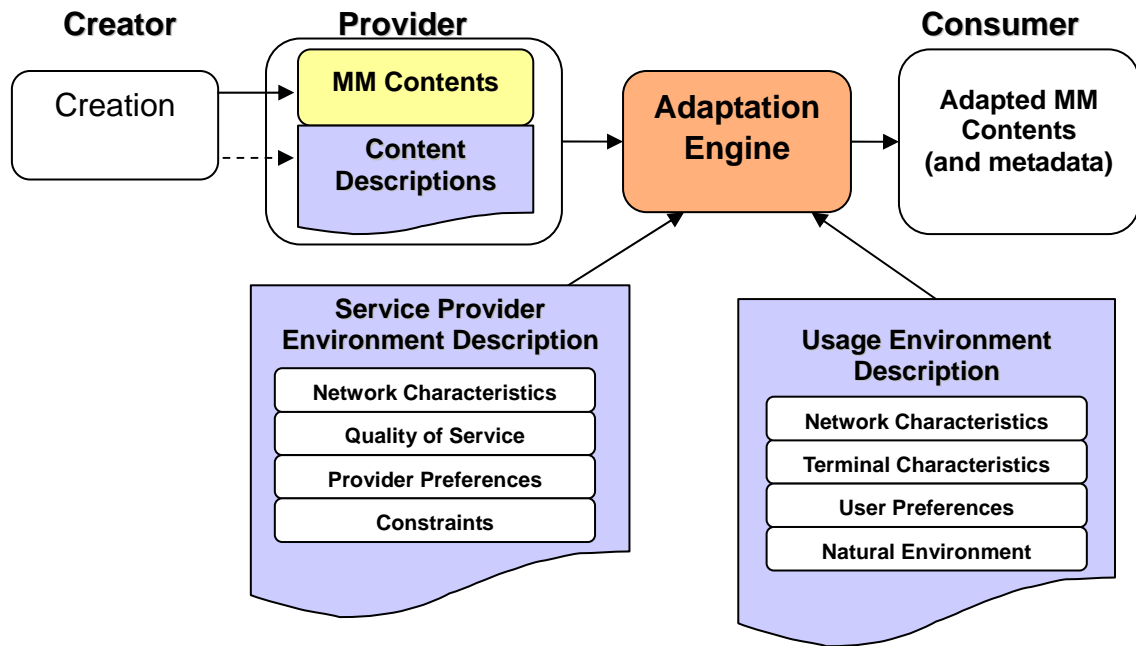 Creator
Provider
Consumer
Creation
MM Contents
Content
Descriptions
Adaptation
Engine
Adapted MM
Contents
(and metadata)
Service Provider
Environment Description
Network Characteristics
Quality of Service
Provider Preferences
Constraints
Usage Environment
Description
Network Characteristics
Terminal Characteristics
User Preferences
Natural Environment